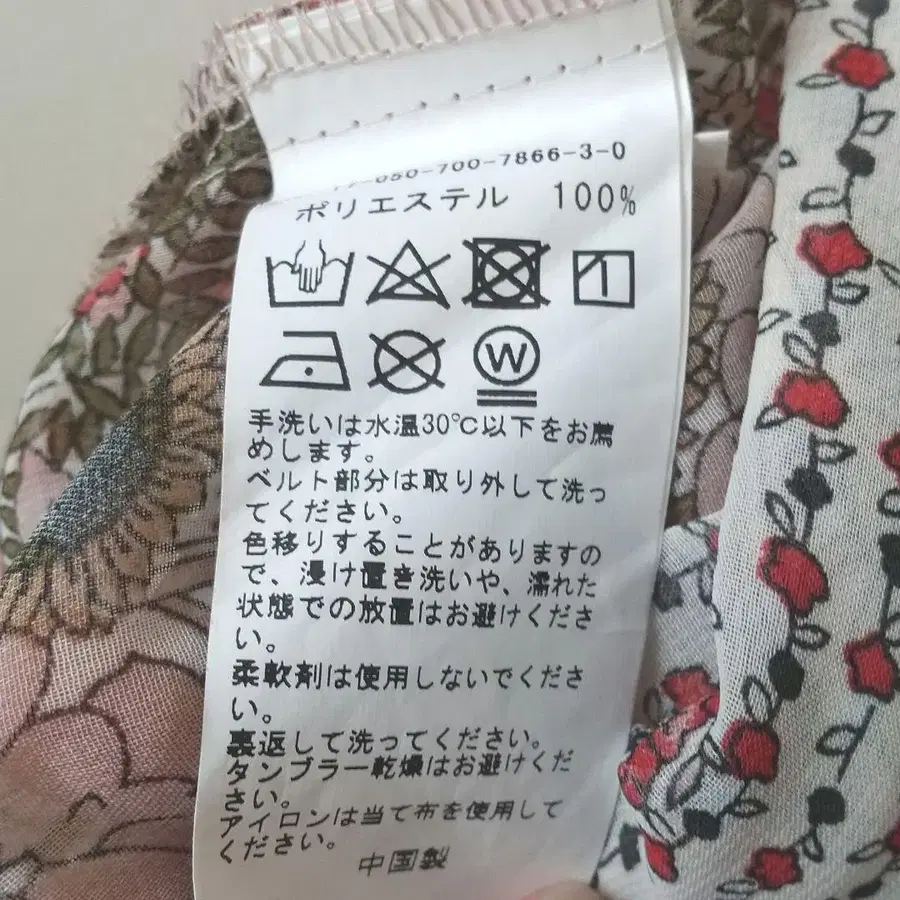 -050-700-7866-3-0
ポリエステル 100%
W
手洗いは水温30℃以下をお薦
めします。
ベルト部分は取り外して洗っ
てください。
色移りすることがありますの
で、浸け置き洗いや、濡れた
状態での放置はお避けくださ
い。
柔軟剤は使用しないでくださ
い。
裏返して洗ってください。
タンブラー乾燥はお避けくだ
さい。
アイロンは当て布を使用して
ください。
中国製